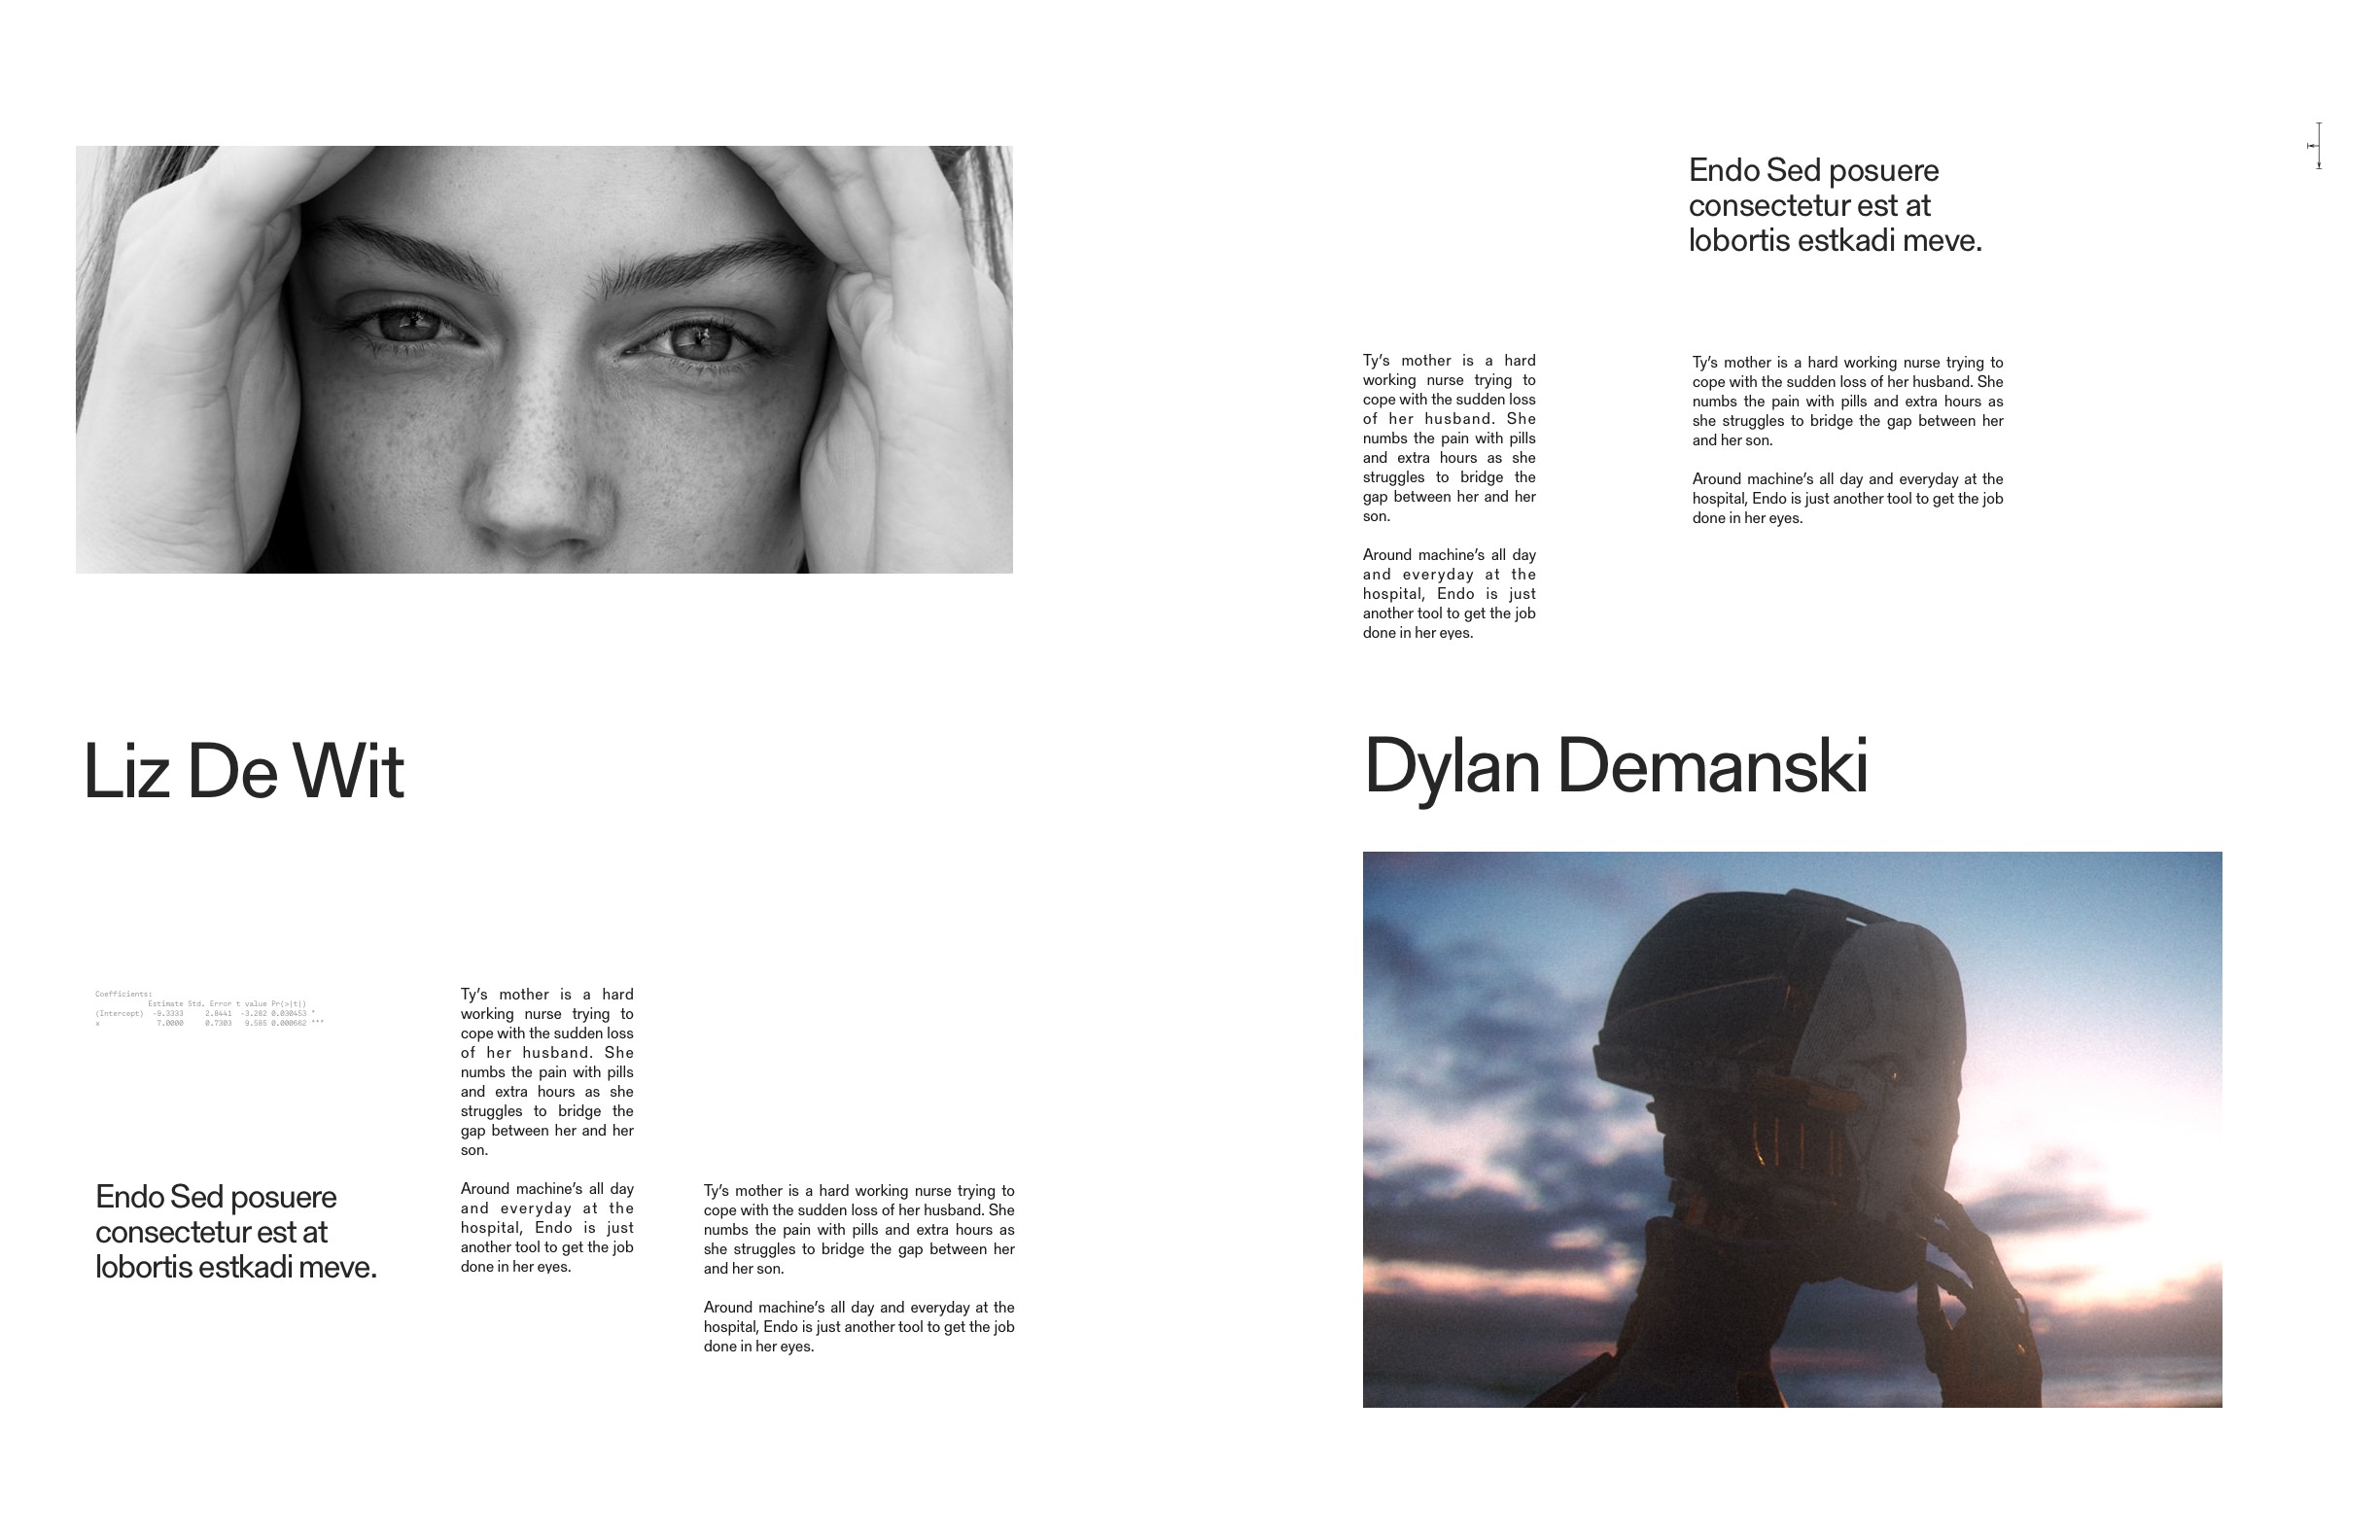 Endo Sed posuere
consectetur est at
lobortis estkadi meve.
Ty’s mother is a hard
working nurse trying to
cope with the sudden loss
of her husband. She
numbs the pain with pills
and extra hours as she
struggles to bridge the
gap between her and her
son.
Around machine’s all day
and everyday at the
hospital, Endo is just
another tool to get the job
done in her eyes.
Ty’s mother is a hard working nurse trying to
cope with the sudden loss of her husband. She
numbs the pain with pills and extra hours as
she struggles to bridge the gap between her
and her son.
Around machine’s all day and everyday at the
hospital, Endo is just another tool to get the job
done in her eyes.
Liz De Wit
Dylan Demanski
Coefficients:
Estimate Std. Error t value Pr(>|t|)
(Intercept) -9.3333 2.8441 -3.282 0.030453 *
x 7.0000 0.7303 9.585 0.000662 ***
Endo Sed posuere
consectetur est at
lobortis estkadi meve.
Ty’s mother is a hard
working nurse trying to
cope with the sudden loss
of her husband. She
numbs the pain with pills
and extra hours as she
struggles to bridge the
gap between her and her
son.
Around machine’s all day
and everyday at the
hospital, Endo is just
another tool to get the job
done in her eyes.
Ty’s mother is a hard working nurse trying to
cope with the sudden loss of her husband. She
numbs the pain with pills and extra hours as
she struggles to bridge the gap between her
and her son.
Around machine’s all day and everyday at the
hospital, Endo is just another tool to get the job
done in her eyes.